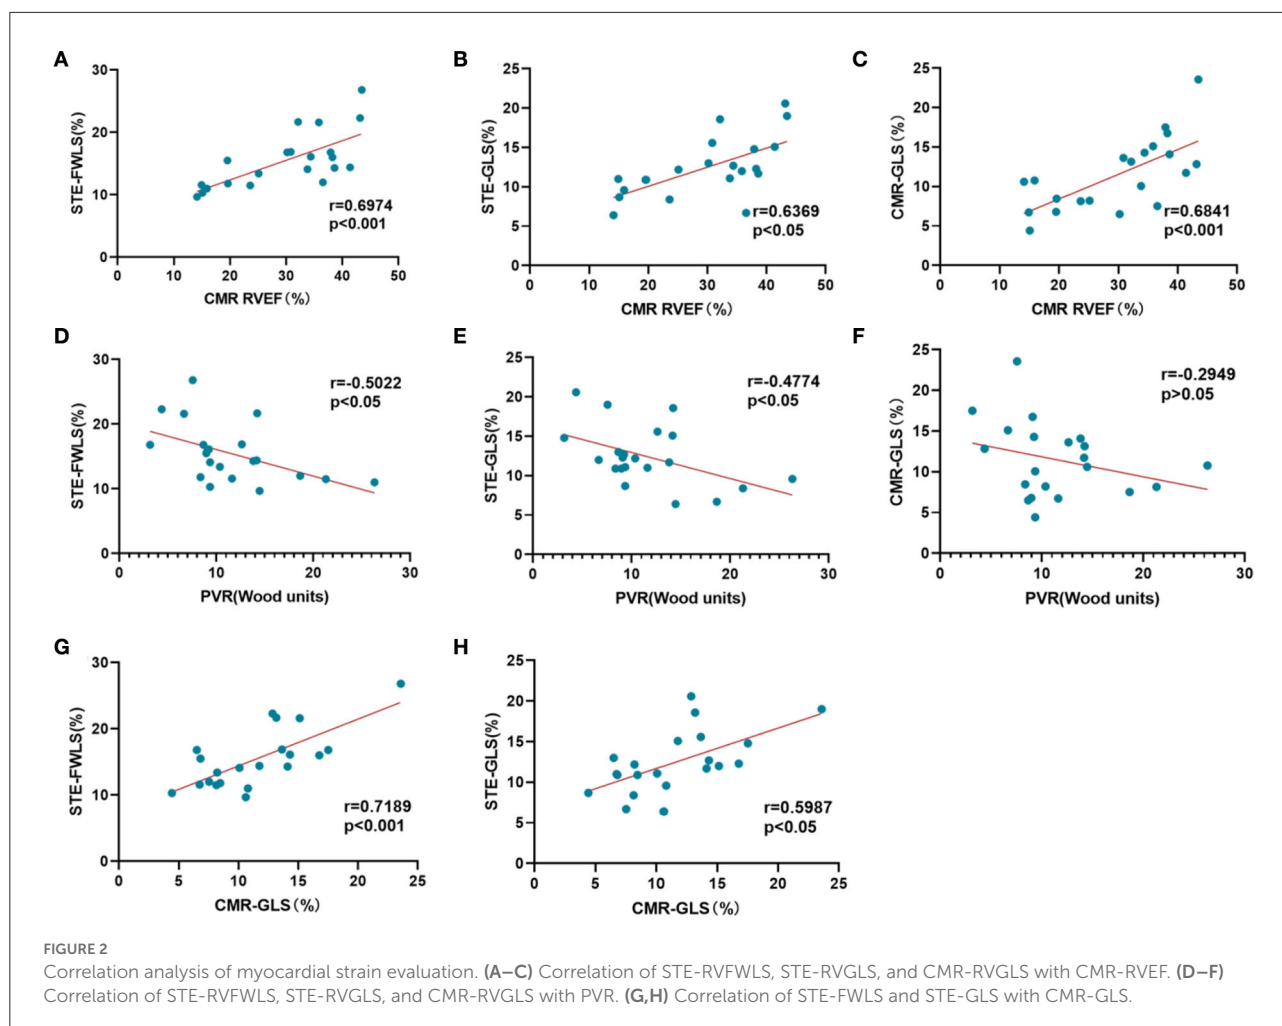 A
STE-FWLS(%)
30
20
10
0
r=0.6974
p<0.001
0 10 20 30 40 50
CMR RVEF(%)
B
STE-GLS(%)
25
20
15
10
5
0
r=0.6369
p<0.05
0 10 20 30 40 50
CMR RVEF(%)
C
CMR-GLS(%)
25
20
15
10
5
0
r=0.6841
p<0.001
0 10 20 30 40 50
CMR RVEF(%)
D
STE-FWLS(%)
30
20
10
0
r=-0.5022
p<0.05
0 10 20 30
PVR(Wood units)
E
STE-GLS(%)
25
20
15
10
5
0
r=-0.4774
p<0.05
0 10 20 30
PVR(Wood units)
F
CMR-GLS(%)
25
20
15
10
5
0
r=-0.2949
p>0.05
0 10 20 30
PVR(Wood units)
G
STE-FWLS(%)
30
20
10
0
r=0.7189
p<0.001
0 5 10 15 20 25
CMR-GLS(%)
H
STE-GLS(%)
25
20
15
10
5
0
r=0.5987
p<0.05
0 5 10 15 20 25
CMR-GLS(%)
FIGURE 2
Correlation analysis of myocardial strain evaluation. (A–C) Correlation of STE-RVFWLS, STE-RVGLS, and CMR-RVGLS with CMR-RVEF. (D–F)
Correlation of STE-RVFWLS, STE-RVGLS, and CMR-RVGLS with PVR. (G,H) Correlation of STE-FWLS and STE-GLS with CMR-GLS.